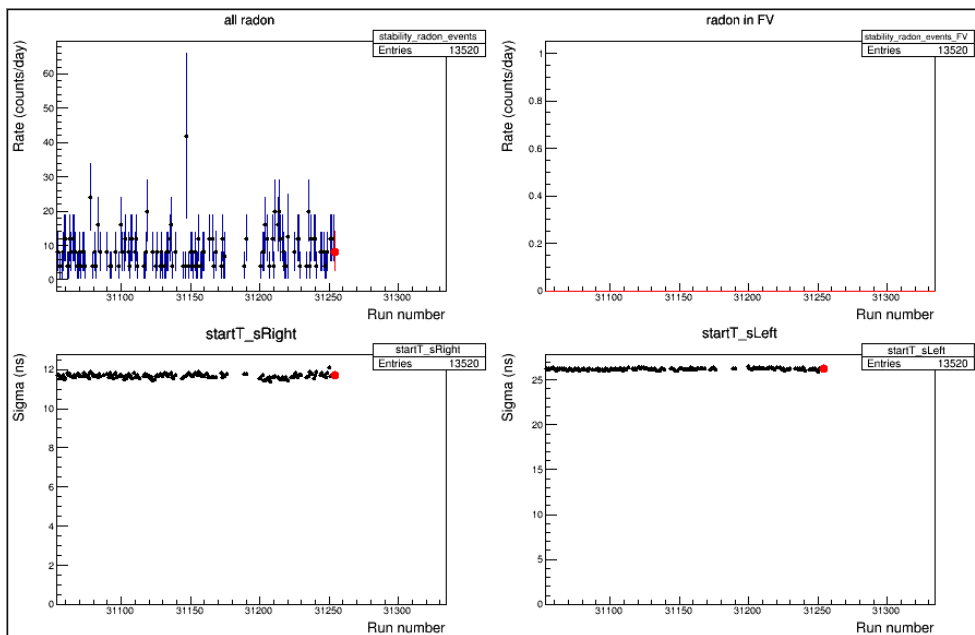 all radon
stability_radon_events
Entries 13520
Rate (counts/day)
60
50
40
30
20
10
0
31100 31150 31200 31250 31300
Run number
radon in FV
stability_radon_events_FV
Entries 13520
Rate (counts/day)
1
0.8
0.6
0.4
0.2
0
31100 31150 31200 31250 31300
Run number
startT_sRight
startT_sRight
Entries 13520
Sigma (ns)
12
10
8
6
4
2
0
31100 31150 31200 31250 31300
Run number
startT_sLeft
startT_sLeft
Entries 13520
Sigma (ns)
25
20
15
10
5
0
31100 31150 31200 31250 31300
Run number